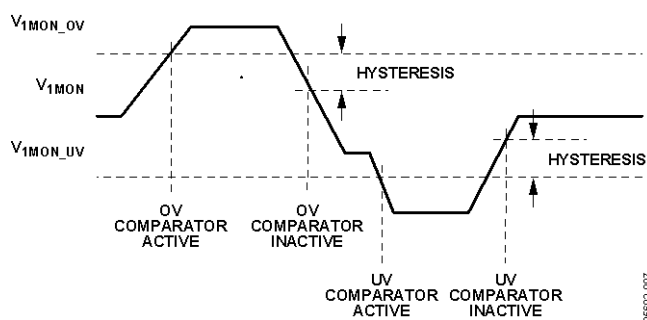 V1MON_OV
HYSTERESIS
V1MON
V1MON_UV
HYSTERESIS
OV
COMPARATOR
ACTIVE
OV
COMPARATOR
INACTIVE
UV
COMPARATOR
ACTIVE
UV
COMPARATOR
INACTIVE